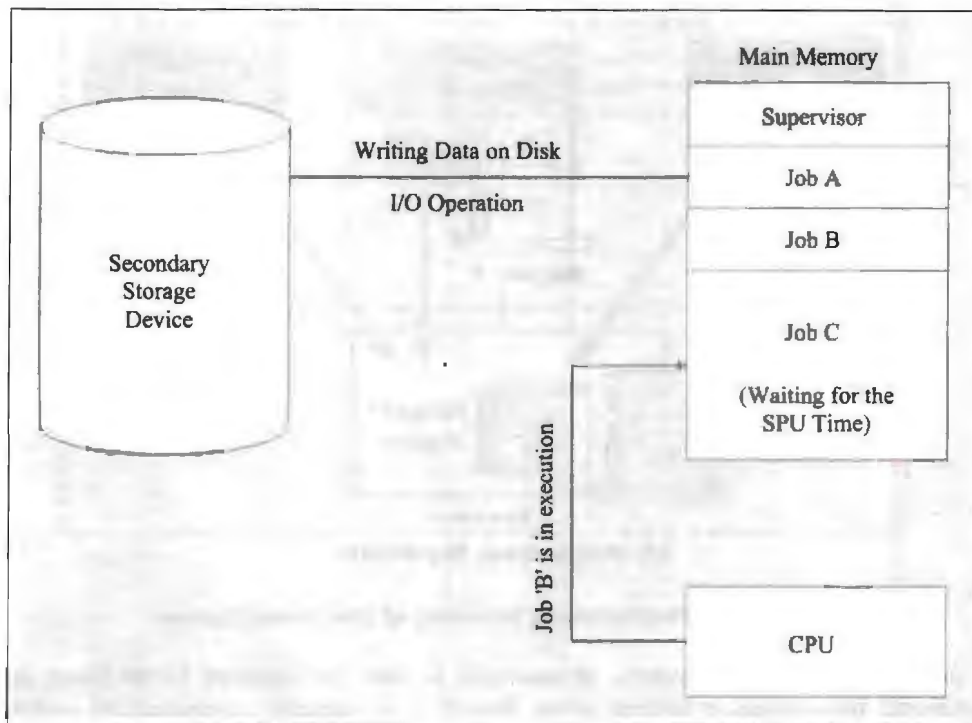 Main Memory
Supervisor
Writing Data on Disk
Job A
I/O Operation
Job B
Secondary
Storage
Device
Job C
(Waiting for the
SPU Time)
Job 'B' is in execution
CPU